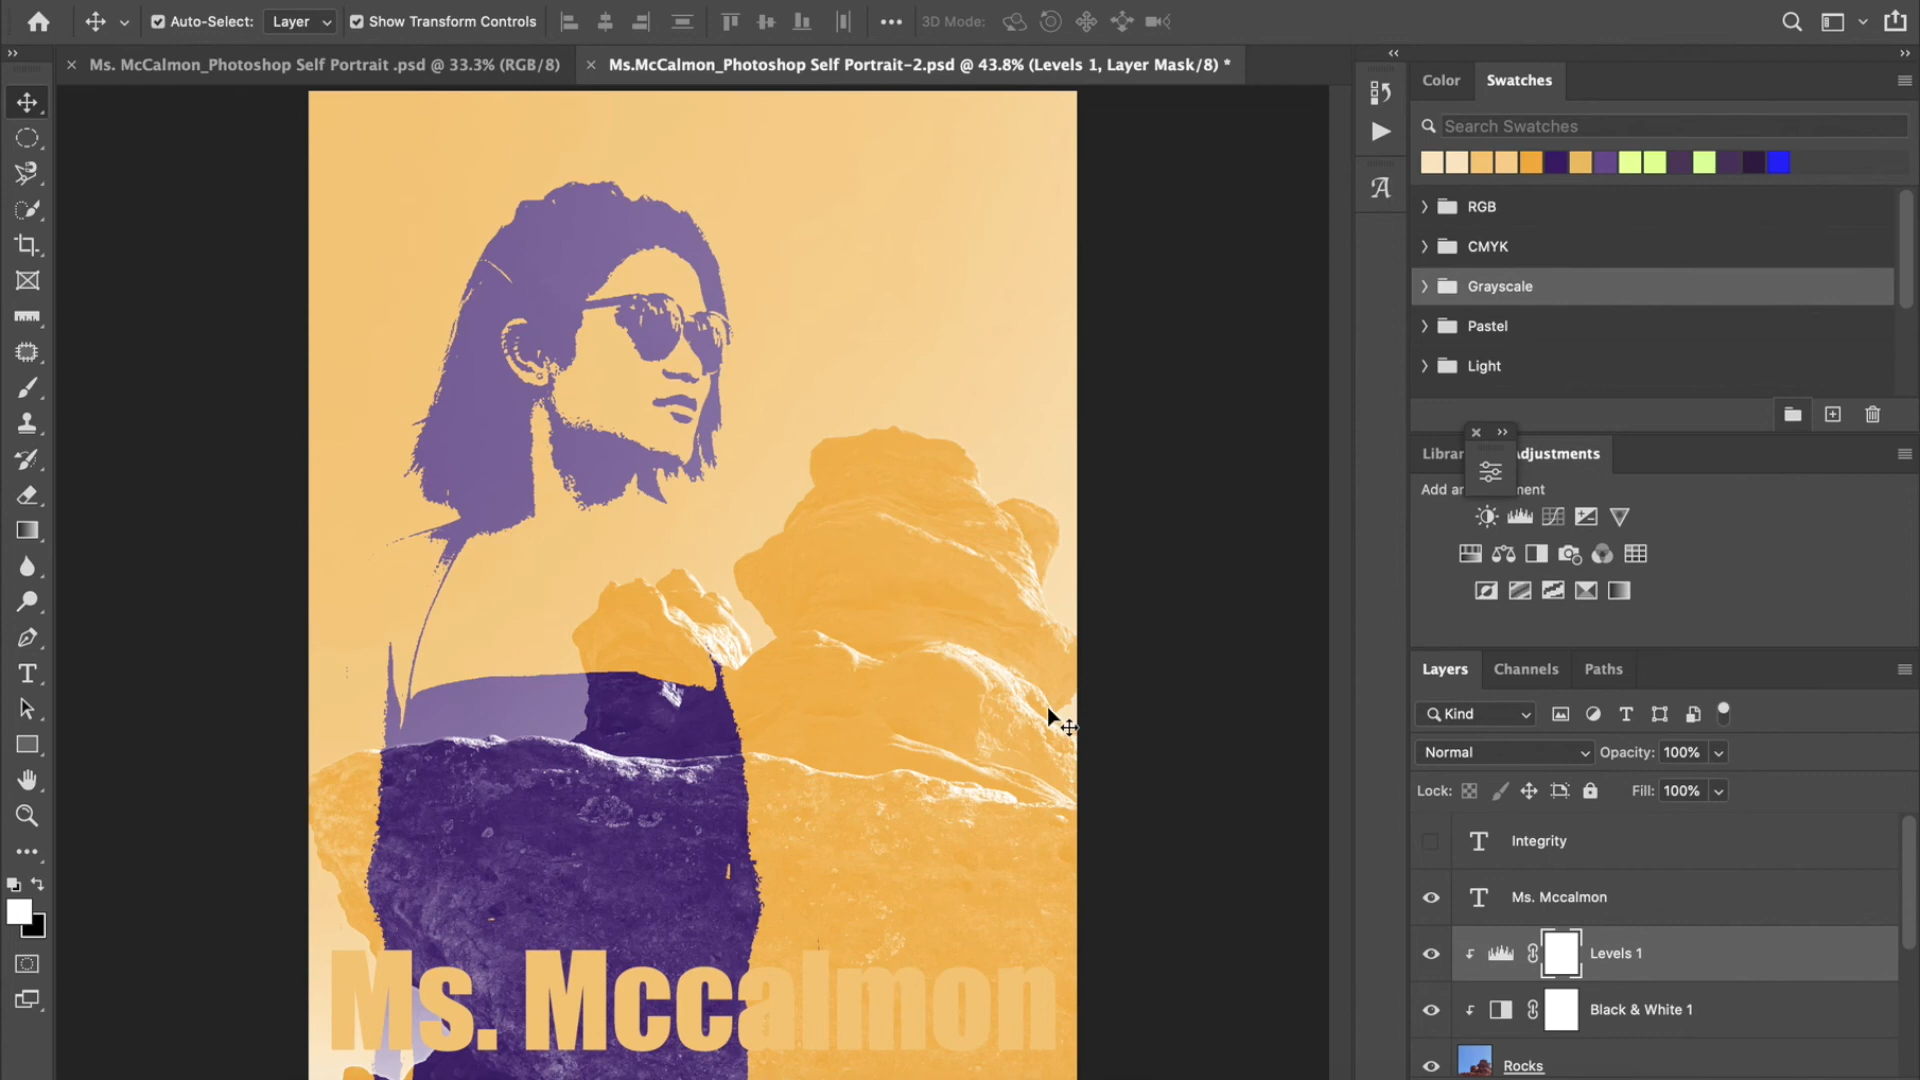 Auto-Select: Layer Show Transform Controls 3D Mode:
Ms. McCalmon_Photoshop Self Portrait .psd @ 33.3% (RGB/8)
Ms.McCalmon_Photoshop Self Portrait-2.psd @ 43.8% (Levels 1, Layer Mask/8) *
Color Swatches
Search Swatches
RGB
CMYK
Grayscale
Pastel
Light
Librar Adjustments
Add an ment
Layers Channels Paths
Kind
Normal Opacity: 100%
Lock: Fill: 100%
Integrity
Ms. Mccalmon
Levels 1
Black & White 1
Rocks
Ms. Mccalmon